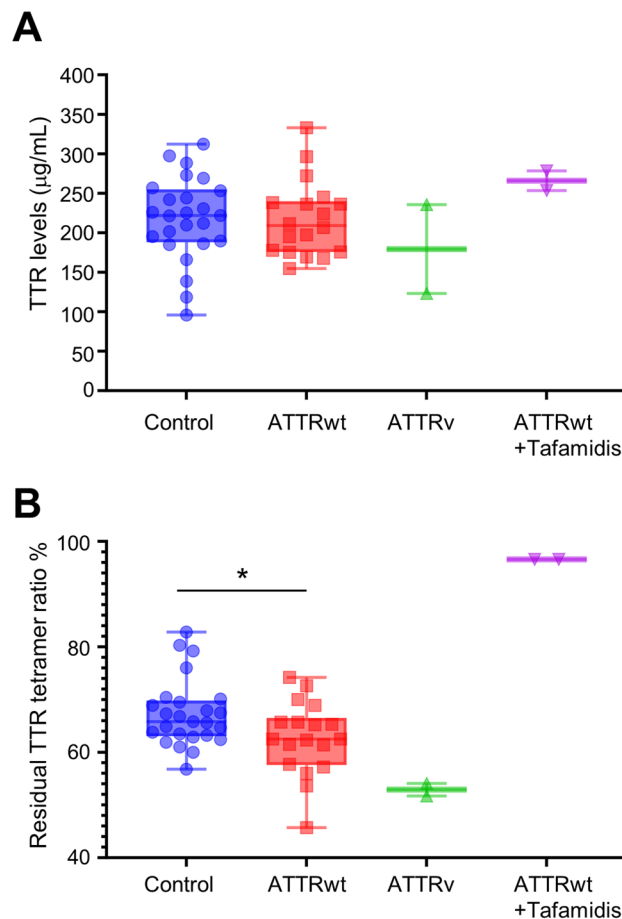 A
TTR levels (μg/mL)
400
350
300
250
200
150
100
50
0
Control
ATTRwt
ATTRv
ATTRwt
+Tafamidis
B
Residual TTR tetramer ratio %
100
80
60
40
*
Control
ATTRwt
ATTRv
ATTRwt
+Tafamidis